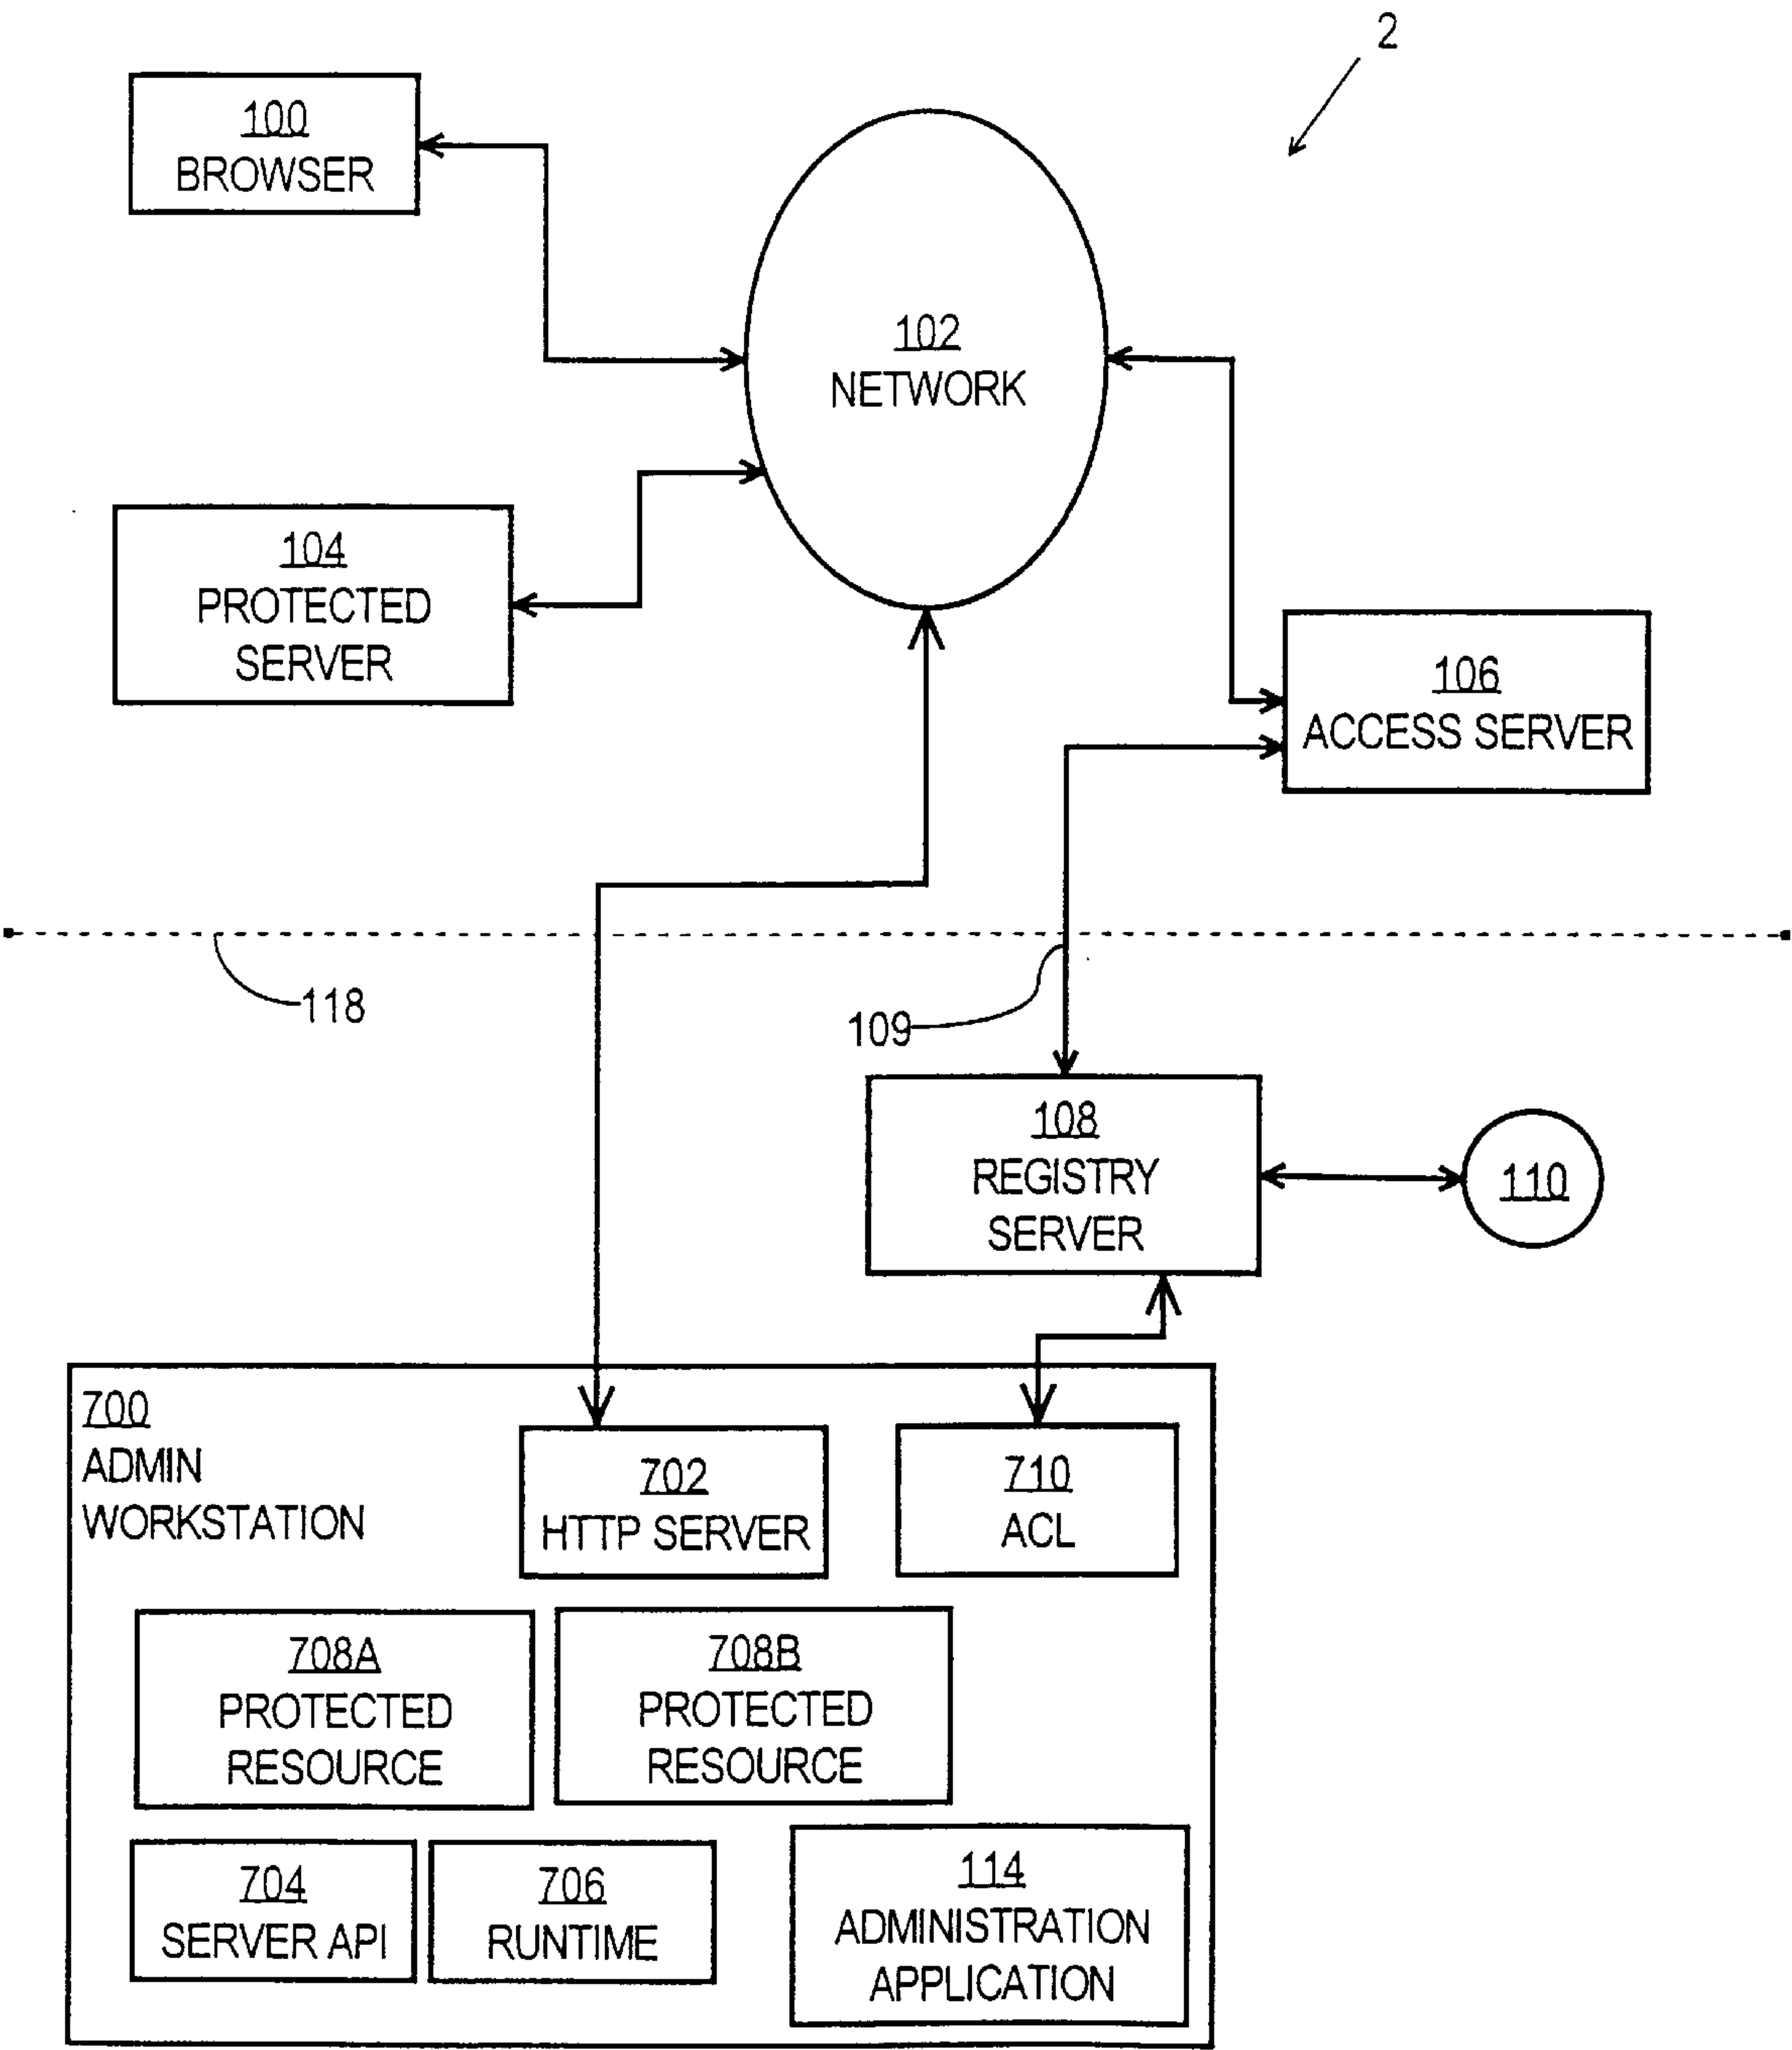 2
100
BROWSER
102
NETWORK
104
PROTECTED
SERVER
106
ACCESS SERVER
118
109
108
REGISTRY
SERVER
110
700
ADMIN
WORKSTATION
702
HTTP SERVER
710
ACL
708A
PROTECTED
RESOURCE
708B
PROTECTED
RESOURCE
704
SERVER API
706
RUNTIME
114
ADMINISTRATION
APPLICATION